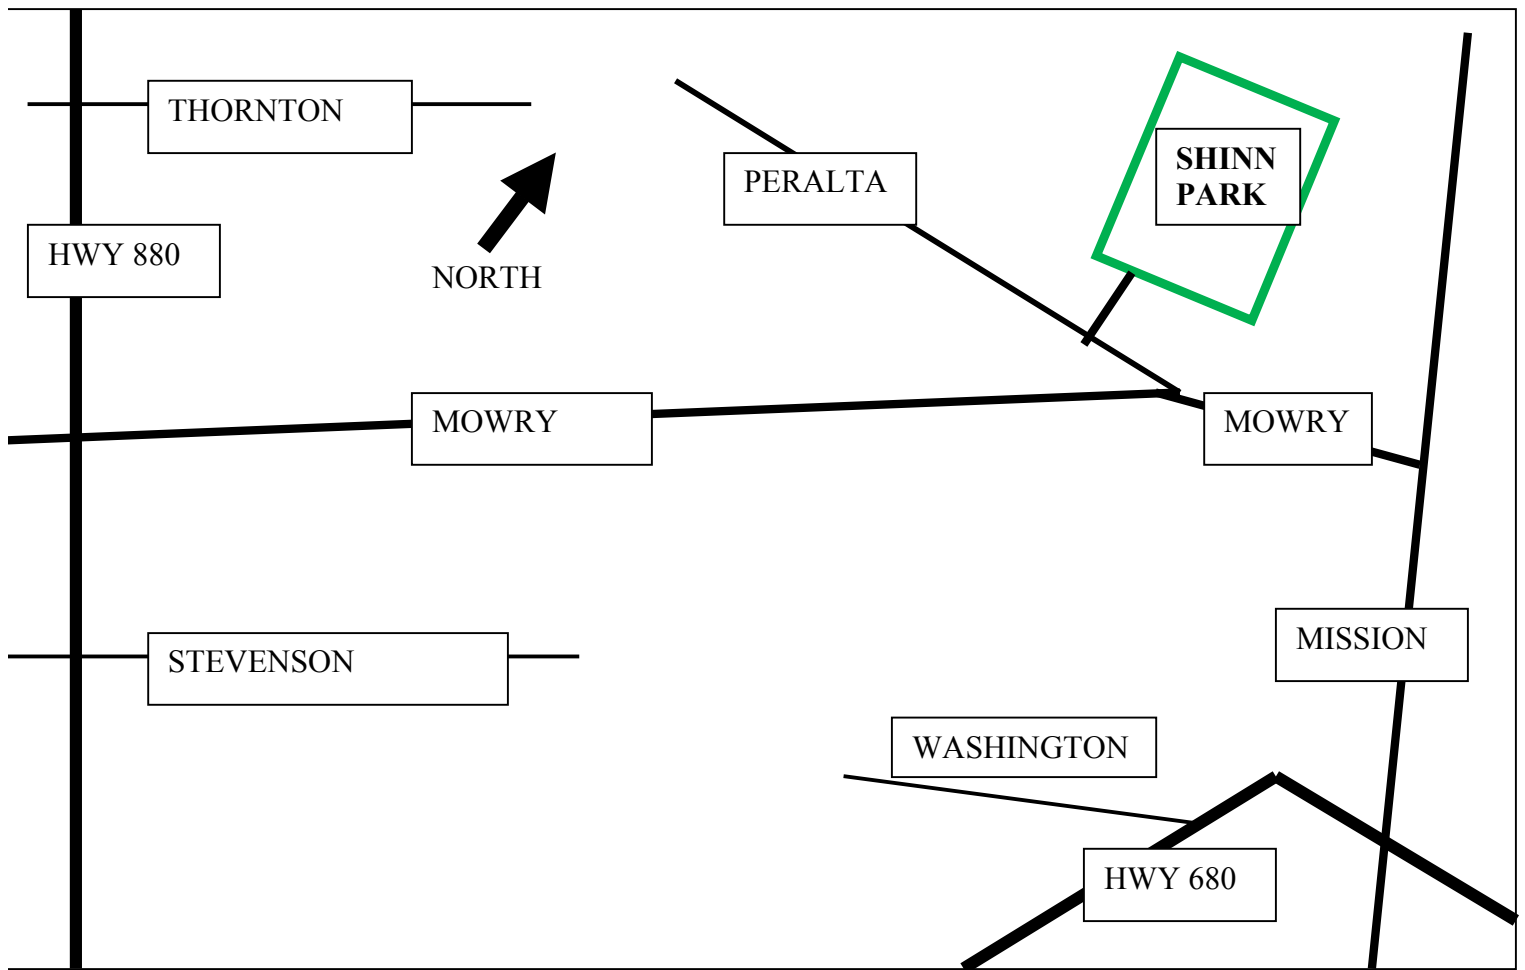 THORNTON
SHINN
PARK
PERALTA
HWY 880
NORTH
MOWRY
MOWRY
MISSION
STEVENSON
WASHINGTON
HWY 680